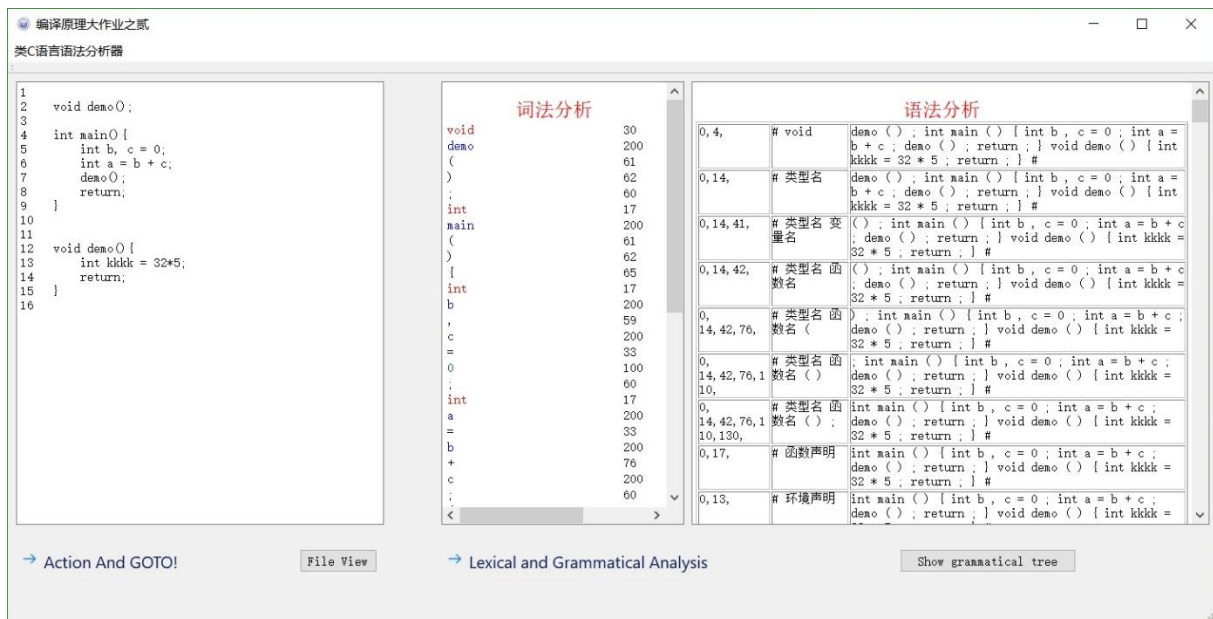 编译原理大作业之贰
类C语言语法分析器
1
2 void demo();
3
4 int main(){
5 int b, c = 0;
6 int a = b + c;
7 demo();
8 return;
9 }
10
11
12 void demo(){
13 int kkkk = 32*5;
14 return;
15 }
16
词法分析
void 30
demo 200
( 61
) 62
; 60
int 17
main 200
( 61
) 62
{ 65
int 17
b 200
, 59
c 200
= 33
0 100
; 60
int 17
a 200
= 33
b 200
+ 76
c 200
; 60
语法分析
0, 4, # void demo ( ) ; int main ( ) { int b , c = 0 ; int a =
b + c ; demo ( ) ; return ; } void demo ( ) { int
kkkk = 32 * 5 ; return ; } #
0, 14, # 类型名 demo ( ) ; int main ( ) { int b , c = 0 ; int a =
b + c ; demo ( ) ; return ; } void demo ( ) { int
kkkk = 32 * 5 ; return ; } #
0, 14, 41, # 类型名 变 ( ) ; int main ( ) { int b , c = 0 ; int a = b + c
量名 ; demo ( ) ; return ; } void demo ( ) { int kkkk =
32 * 5 ; return ; } #
0, 14, 42, # 类型名 函 ( ) ; int main ( ) { int b , c = 0 ; int a = b + c
数名 ; demo ( ) ; return ; } void demo ( ) { int kkkk =
32 * 5 ; return ; } #
0, # 类型名 函 ) ; int main ( ) { int b , c = 0 ; int a = b + c ;
14, 42, 76, 数名 ( demo ( ) ; return ; } void demo ( ) { int kkkk =
32 * 5 ; return ; } #
0, # 类型名 函 ; int main ( ) { int b , c = 0 ; int a = b + c ;
14, 42, 76, 1 数名 ( ) demo ( ) ; return ; } void demo ( ) { int kkkk =
10, 32 * 5 ; return ; } #
0, # 类型名 函 int main ( ) { int b , c = 0 ; int a = b + c ;
14, 42, 76, 1 数名 ( ) ; demo ( ) ; return ; } void demo ( ) { int kkkk =
10, 130, 32 * 5 ; return ; } #
0, 17, # 函数声明 int main ( ) { int b , c = 0 ; int a = b + c ;
demo ( ) ; return ; } void demo ( ) { int kkkk =
32 * 5 ; return ; } #
0, 13, # 环境声明 int main ( ) { int b , c = 0 ; int a = b + c ;
demo ( ) ; return ; } void demo ( ) { int kkkk =
Action And GOTO!
File View
Lexical and Grammatical Analysis
Show grammatical tree